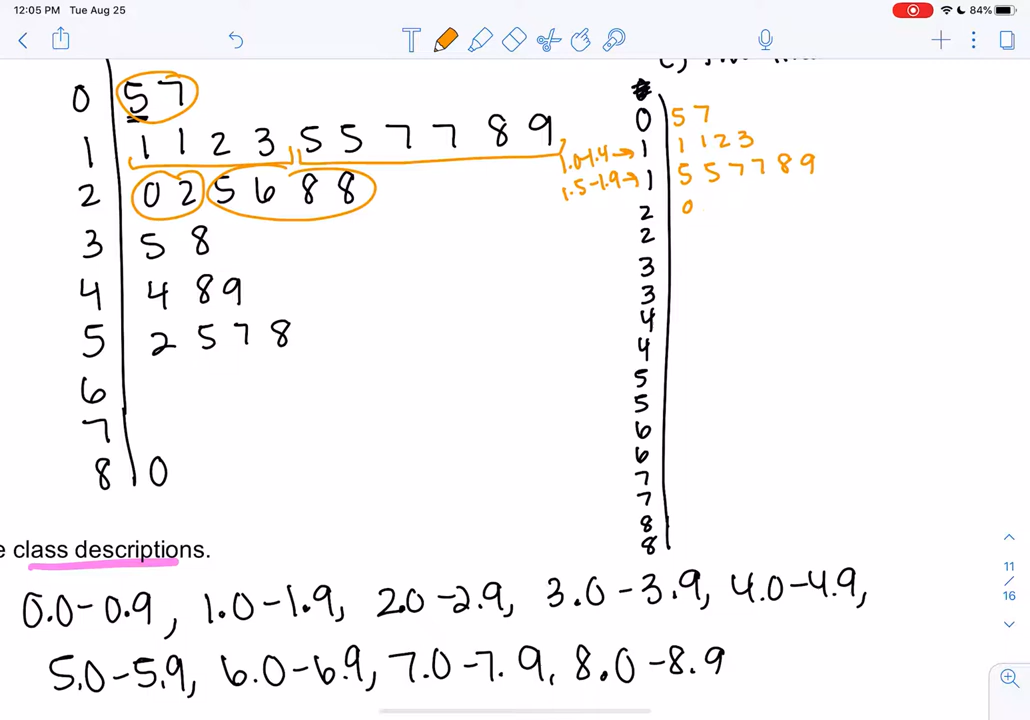 12:05 PM Tue Aug 25
84%
0 5 7
1 1 1 2 3 5 5 7 7 8 9
2 0 2 5 6 8 8
3 5 8
4 4 8 9
5 2 5 7 8
6
7
8 0
0 5 7
1.0-1.4→ 1 1 1 2 3
1.5-1.9→ 1 5 5 7 7 8 9
2 0
2
3
3
4
4
5
5
6
6
7
7
8
8
e class descriptions.
0.0-0.9, 1.0-1.9, 2.0-2.9, 3.0-3.9, 4.0-4.9,
5.0-5.9, 6.0-6.9, 7.0-7.9, 8.0-8.9
11
/
16